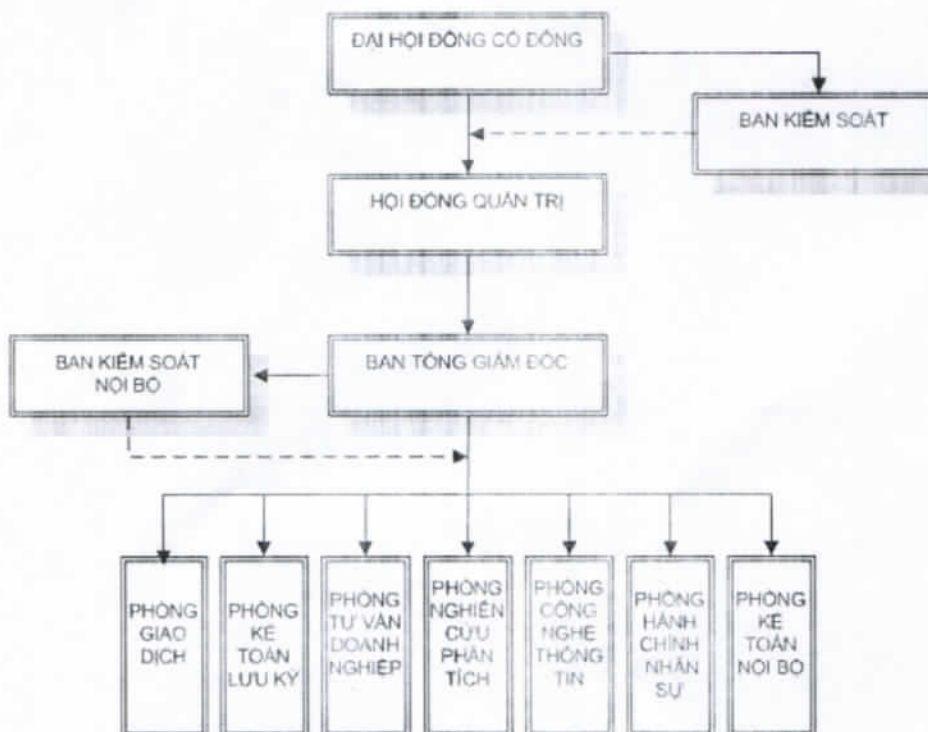 ĐẠI HỘI ĐỒNG CỔ ĐÔNG
BAN KIỂM SOÁT
HỘI ĐỒNG QUẢN TRỊ
BAN KIỂM SOÁT
NỘI BỘ
BAN TỔNG GIÁM ĐỐC
PHÒNG
GIAO
DỊCH
PHÒNG
KẾ
TOÁN
LƯU KÝ
PHÒNG
TƯ VẤN
DOANH
NGHIỆP
PHÒNG
NGHIÊN
CỨU
PHÂN
TÍCH
PHÒNG
CÔNG
NGHỆ
THÔNG
TIN
PHÒNG
HÀNH
CHÍNH
NHÂN
SỰ
PHÒNG
KẾ
TOÁN
NỘI BỘ